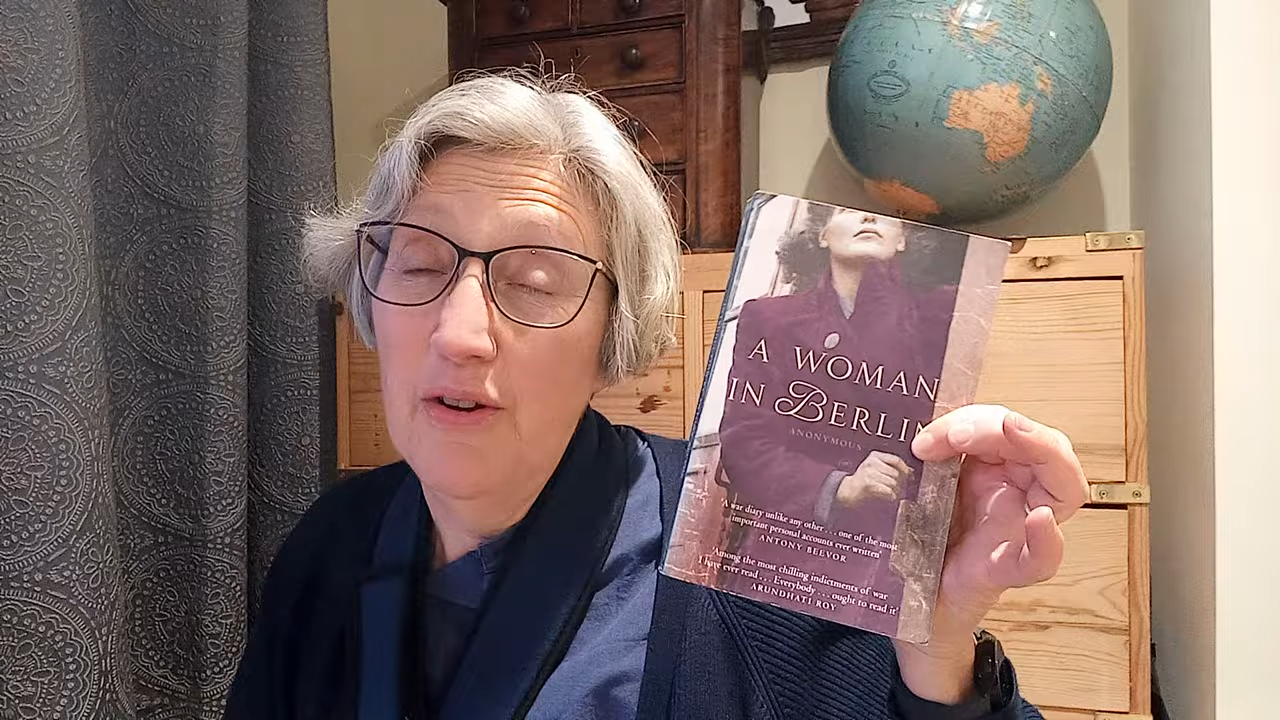 A WOMAN
IN BERLIN
ANONYMOUS
'A war diary unlike any other . . . one of the most
important personal accounts ever written'
ANTONY BEEVOR
'Among the most chilling indictments of war
I have ever read . . . Everybody . . . ought to read it'
ARUNDHATI ROY